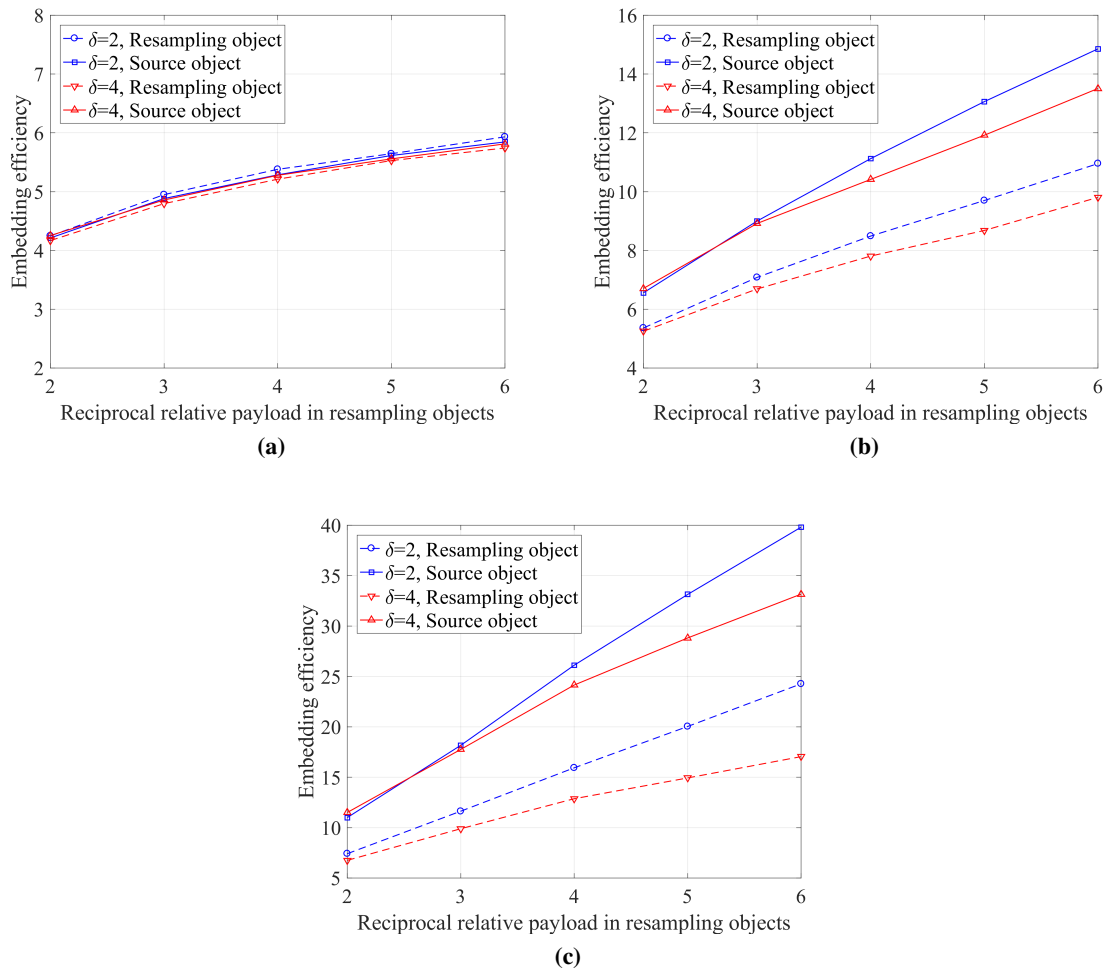 8
7
6
5
4
3
2
Embedding efficiency
δ=2, Resampling object
δ=2, Source object
δ=4, Resampling object
δ=4, Source object
2 3 4 5 6
Reciprocal relative payload in resampling objects
(a)
16
14
12
10
8
6
4
Embedding efficiency
δ=2, Resampling object
δ=2, Source object
δ=4, Resampling object
δ=4, Source object
2 3 4 5 6
Reciprocal relative payload in resampling objects
(b)
40
35
30
25
20
15
10
5
Embedding efficiency
δ=2, Resampling object
δ=2, Source object
δ=4, Resampling object
δ=4, Source object
2 3 4 5 6
Reciprocal relative payload in resampling objects
(c)